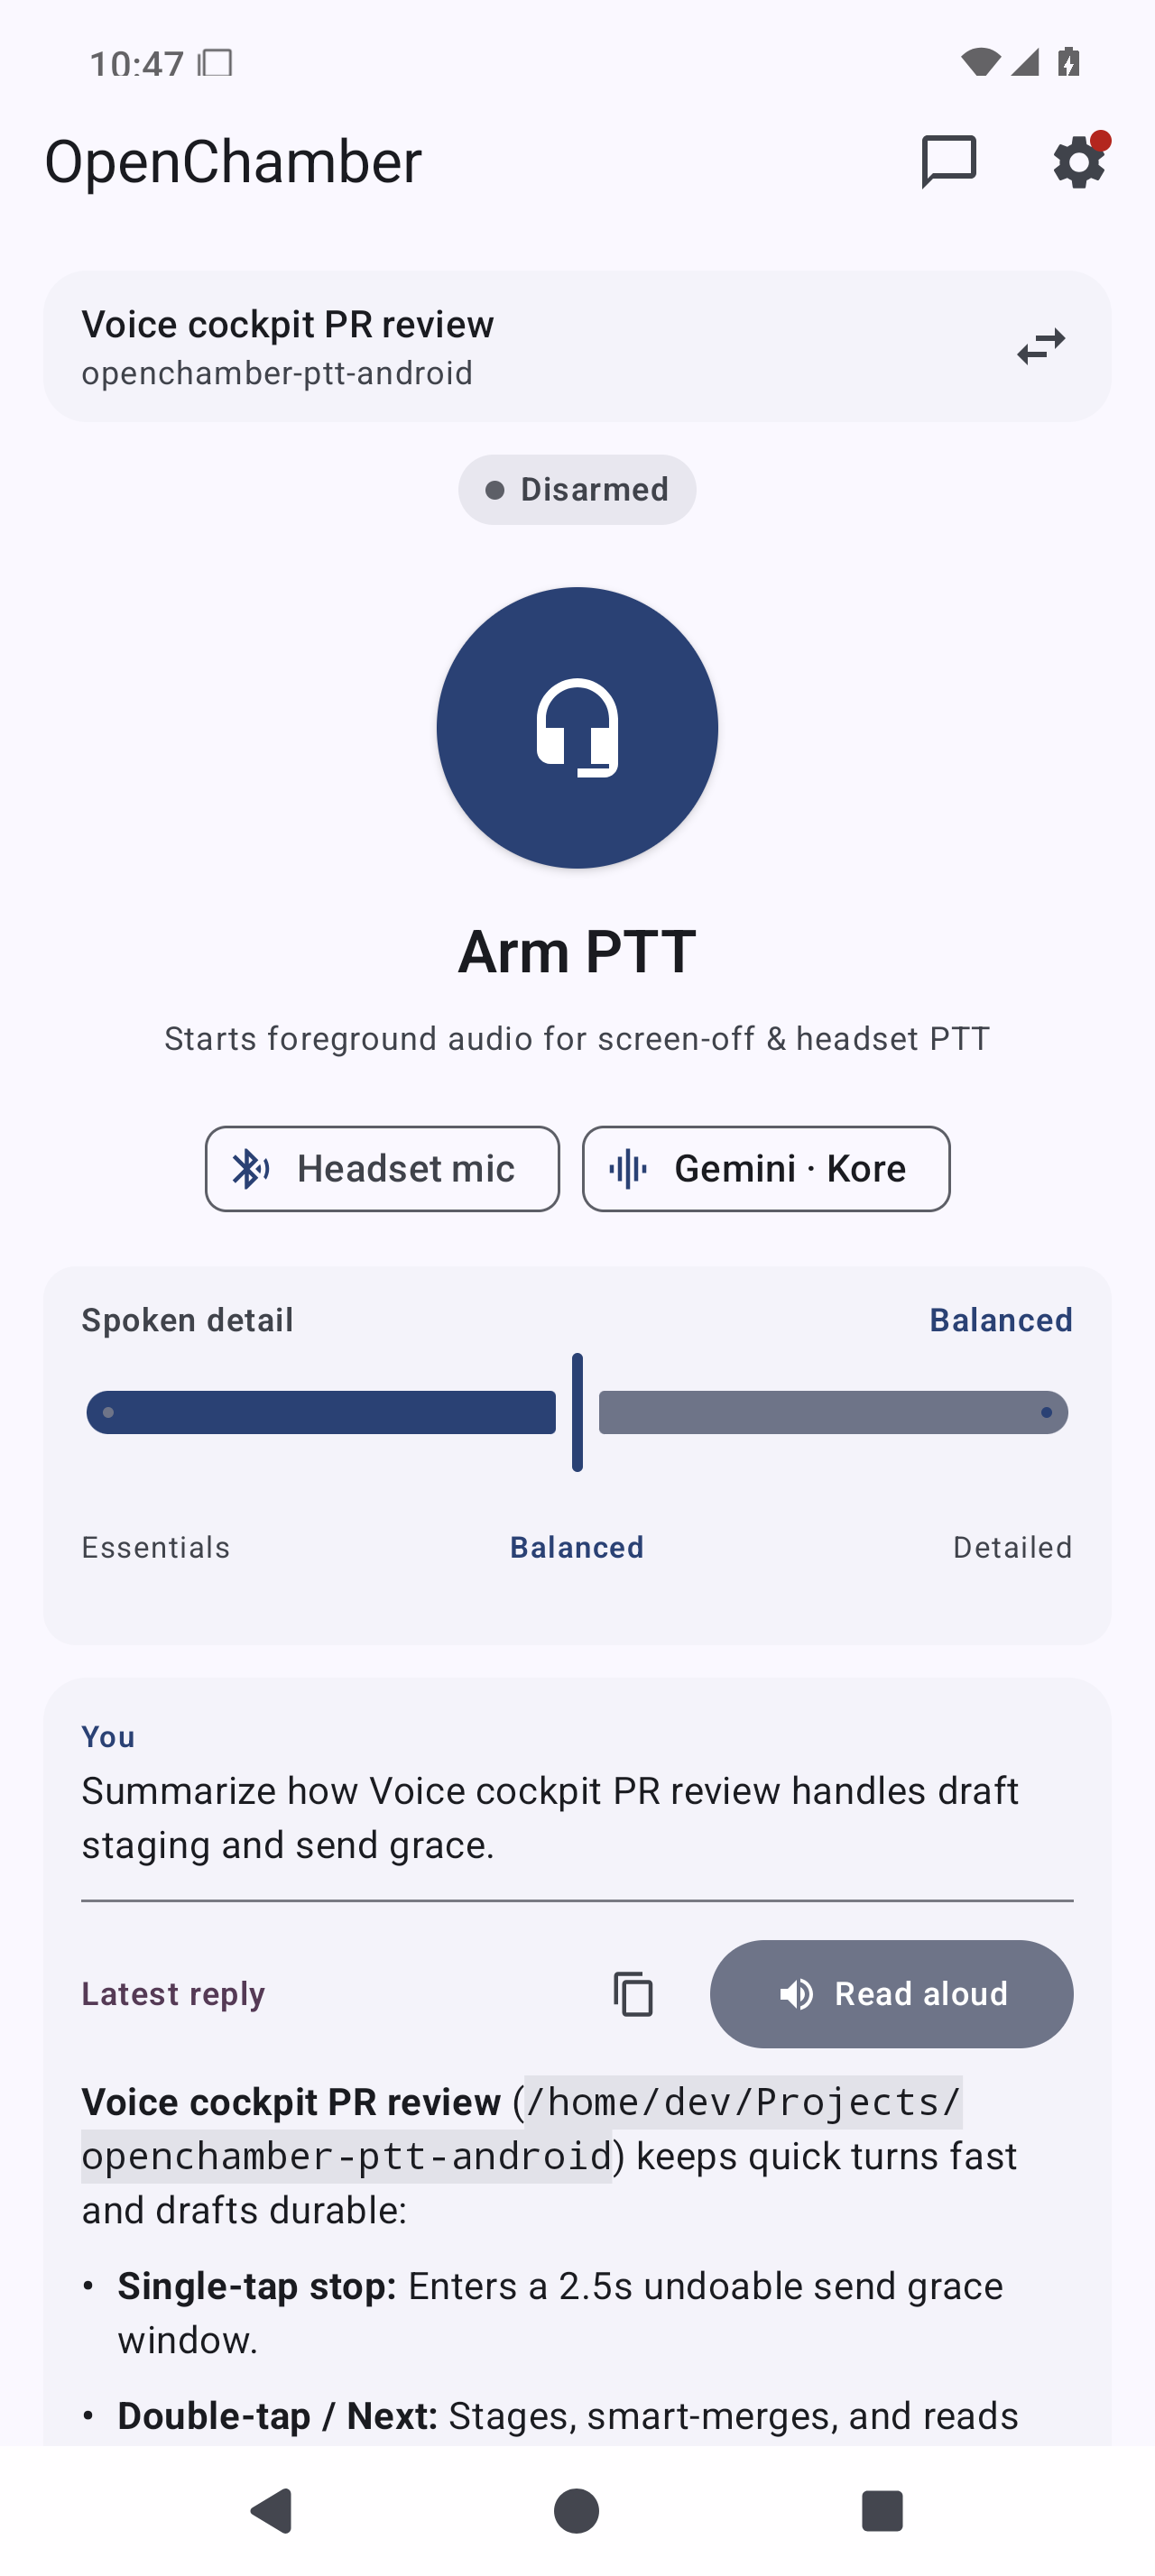 10:47
OpenChamber
Voice cockpit PR review
openchamber-ptt-android
Disarmed
Arm PTT
Starts foreground audio for screen-off & headset PTT
Headset mic
Gemini · Kore
Spoken detail
Balanced
Essentials
Balanced
Detailed
You
Summarize how Voice cockpit PR review handles draft
staging and send grace.
Latest reply
Read aloud
Voice cockpit PR review (/home/dev/Projects/
openchamber-ptt-android) keeps quick turns fast
and drafts durable:
• Single-tap stop: Enters a 2.5s undoable send grace
window.
• Double-tap / Next: Stages, smart-merges, and reads